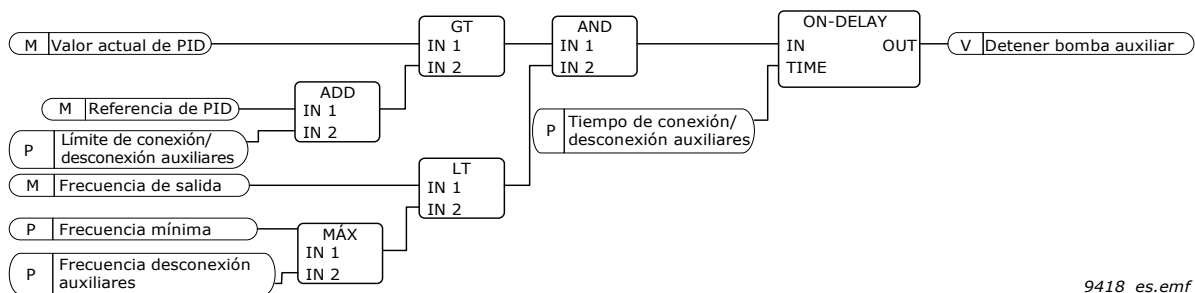 GT
AND
ON-DELAY
M Valor actual de PID
IN 1
IN 1
IN OUT
V Detener bomba auxiliar
IN 2
IN 2
TIME
ADD
M Referencia de PID
IN 1
IN 2
P Límite de conexión/
desconexión auxiliares
P Tiempo de conexión/
desconexión auxiliares
LT
M Frecuencia de salida
IN 1
IN 2
P Frecuencia mínima
MÁX
IN 1
IN 2
P Frecuencia desconexión
auxiliares
9418_es.emf